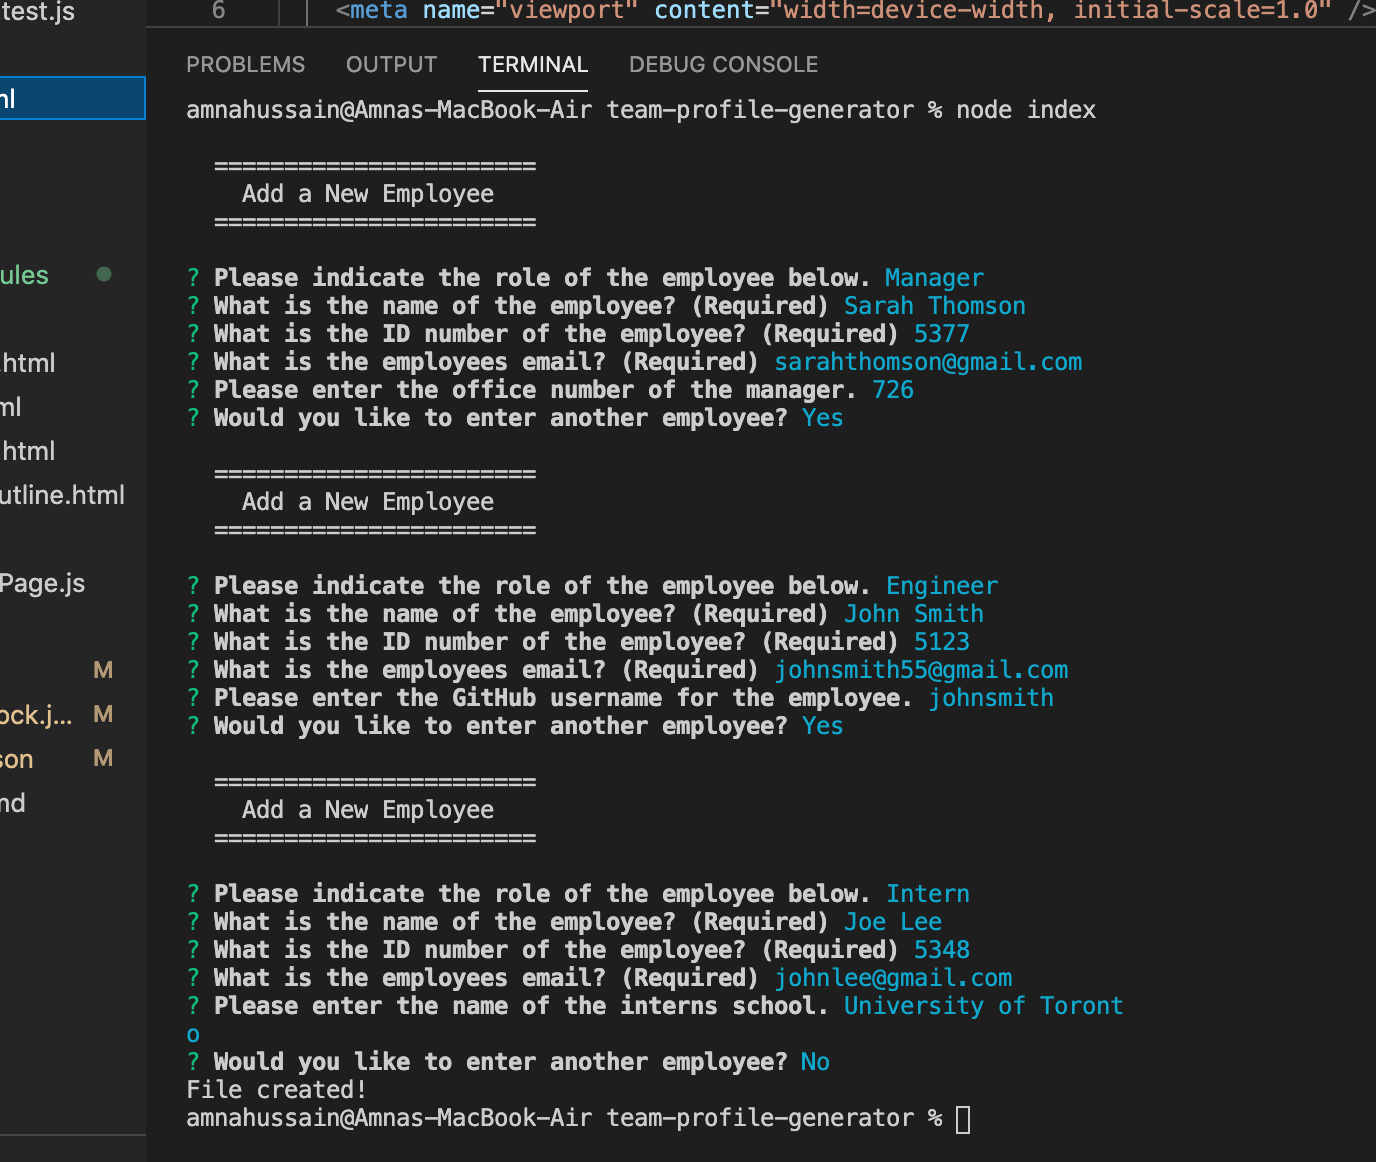 test.js
6 <meta name="viewport" content="width=device-width, initial-scale=1.0" />
PROBLEMS OUTPUT TERMINAL DEBUG CONSOLE
ml
amnahussain@Amnas-MacBook-Air team-profile-generator % node index
=======================
Add a New Employee
=======================
ules
? Please indicate the role of the employee below. Manager
? What is the name of the employee? (Required) Sarah Thomson
? What is the ID number of the employee? (Required) 5377
.html
? What is the employees email? (Required) sarahthomson@gmail.com
? Please enter the office number of the manager. 726
ml
? Would you like to enter another employee? Yes
.html
=======================
utline.html
Add a New Employee
=======================
Page.js
? Please indicate the role of the employee below. Engineer
? What is the name of the employee? (Required) John Smith
? What is the ID number of the employee? (Required) 5123
M
? What is the employees email? (Required) johnsmith55@gmail.com
? Please enter the GitHub username for the employee. johnsmith
ock.j... M
? Would you like to enter another employee? Yes
son M
=======================
md
Add a New Employee
=======================
? Please indicate the role of the employee below. Intern
? What is the name of the employee? (Required) Joe Lee
? What is the ID number of the employee? (Required) 5348
? What is the employees email? (Required) johnlee@gmail.com
? Please enter the name of the interns school. University of Toront
o
? Would you like to enter another employee? No
File created!
amnahussain@Amnas-MacBook-Air team-profile-generator %